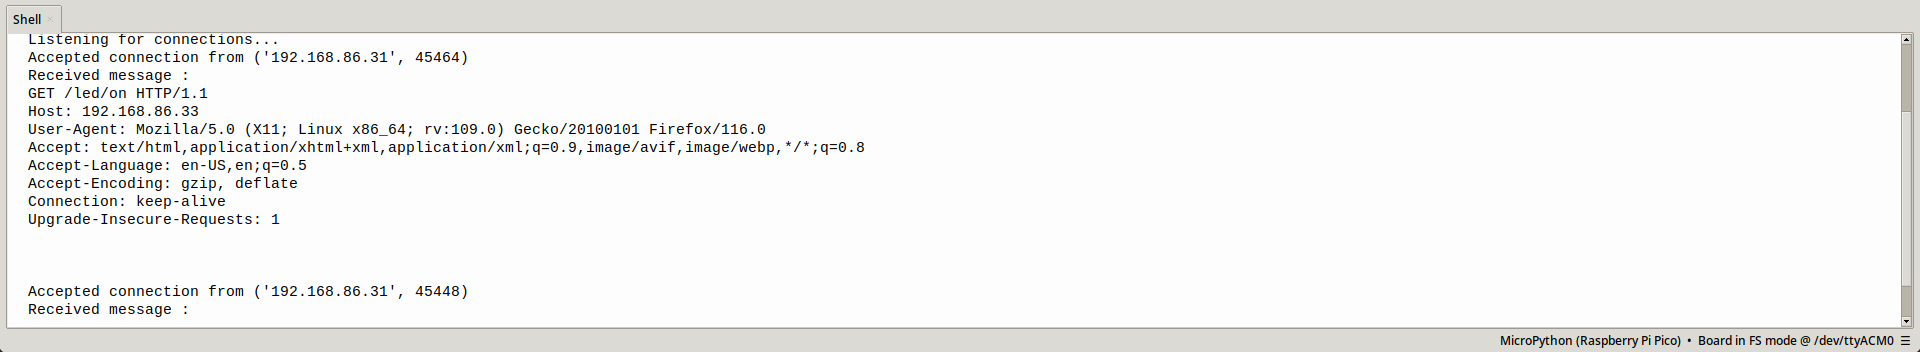 Shell
Listening for connections...
Accepted connection from ('192.168.86.31', 45464)
Received message :
GET /led/on HTTP/1.1
Host: 192.168.86.33
User-Agent: Mozilla/5.0 (X11; Linux x86_64; rv:109.0) Gecko/20100101 Firefox/116.0
Accept: text/html,application/xhtml+xml,application/xml;q=0.9,image/avif,image/webp,*/*;q=0.8
Accept-Language: en-US,en;q=0.5
Accept-Encoding: gzip, deflate
Connection: keep-alive
Upgrade-Insecure-Requests: 1
Accepted connection from ('192.168.86.31', 45448)
Received message :
MicroPython (Raspberry Pi Pico) • Board in FS mode @ /dev/ttyACM0 ☰